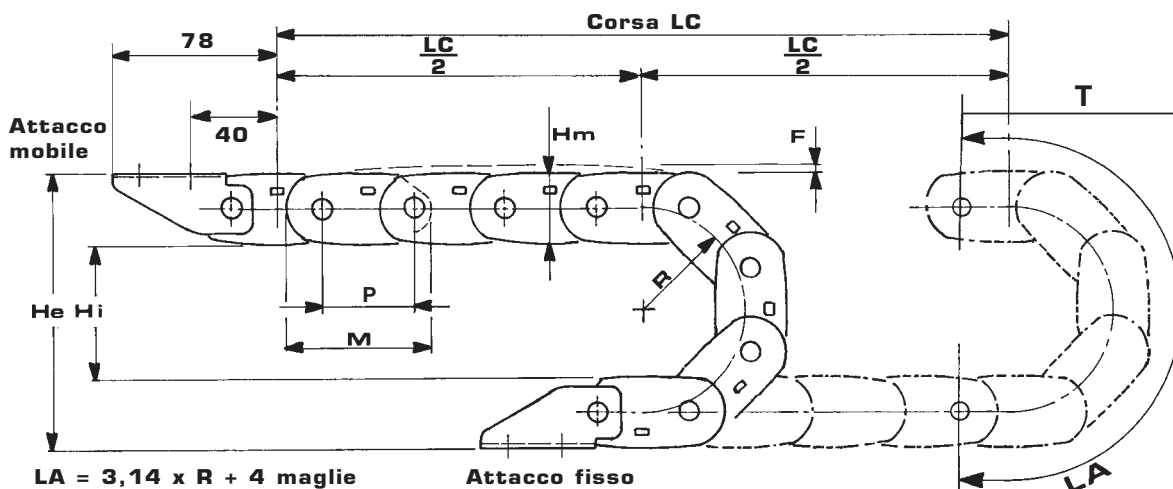 Corsa LC
78
LC
2
LC
2
T
40
Hm
F
Attacco
mobile
R
P
He Hi
M
LA = 3,14 x R + 4 maglie
Attacco fisso
LA